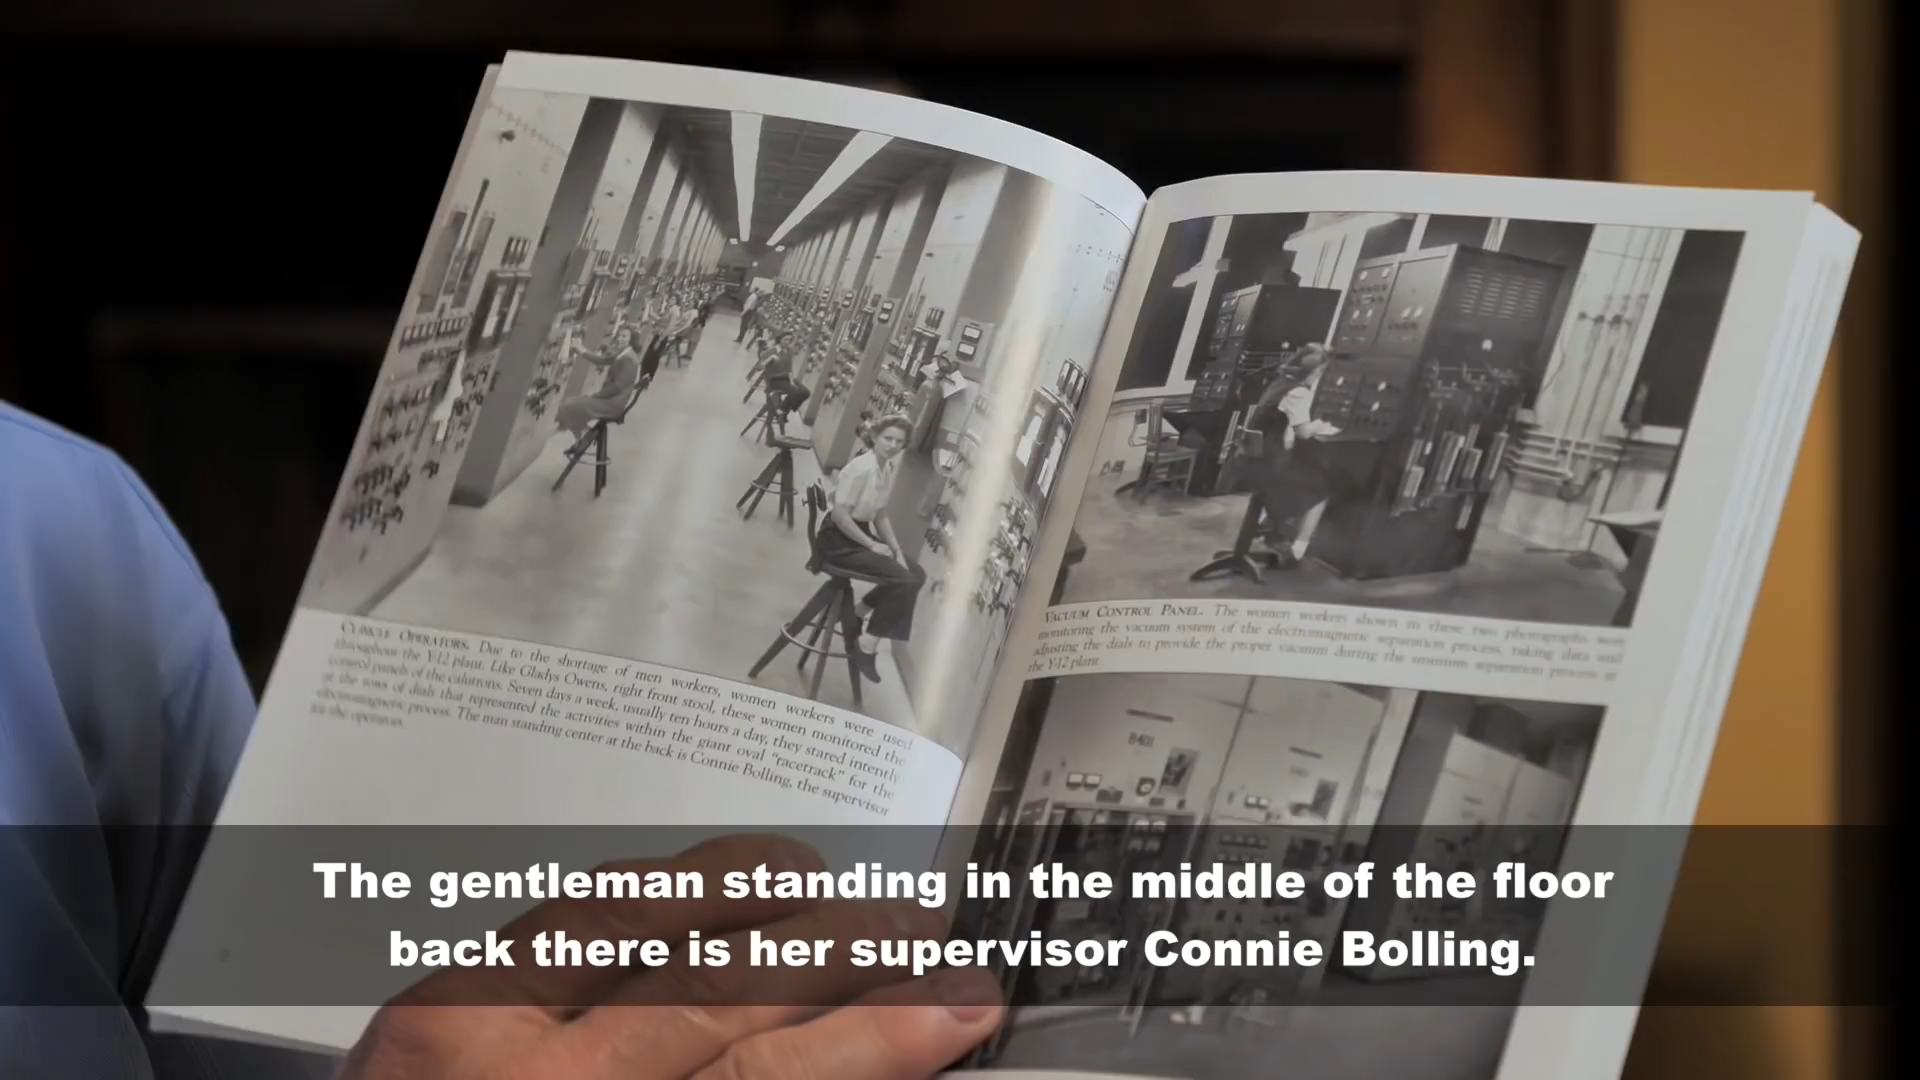 CUBICLE OPERATORS. Due to the shortage of men workers, women workers were used
throughout the Y-12 plant. Like Gladys Owens, right front stool, these women monitored the
control panels of the calutrons. Seven days a week, usually ten hours a day, they stared intently
at the rows of dials that represented the activities within the giant oval "racetrack" for the
electromagnetic process. The man standing center at the back is Connie Bolling, the supervisor
for the operators.
VACUUM CONTROL PANEL. The women workers shown in these two photographs were
monitoring the vacuum system of the electromagnetic separation process, taking data and
adjusting the dials to provide the proper vacuum during the uranium separation process at
the Y-12 plant.
The gentleman standing in the middle of the floor
back there is her supervisor Connie Bolling.